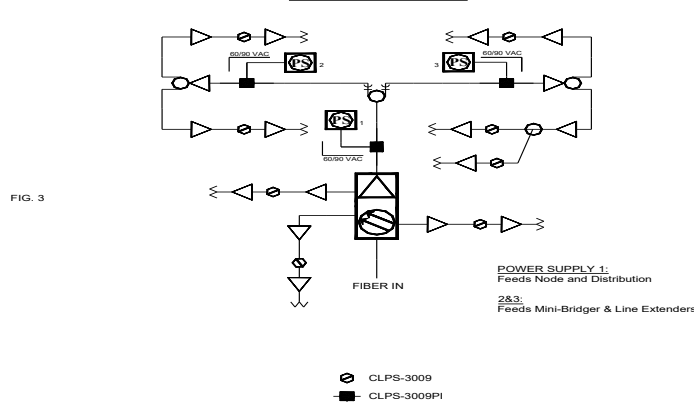 60/90 VAC
PS 2
60/90 VAC
3 PS
PS 1
60/90 VAC
FIG. 3
FIBER IN
POWER SUPPLY 1:
Feeds Node and Distribution
2&3:
Feeds Mini-Bridger & Line Extenders
CLPS-3009
CLPS-3009PI